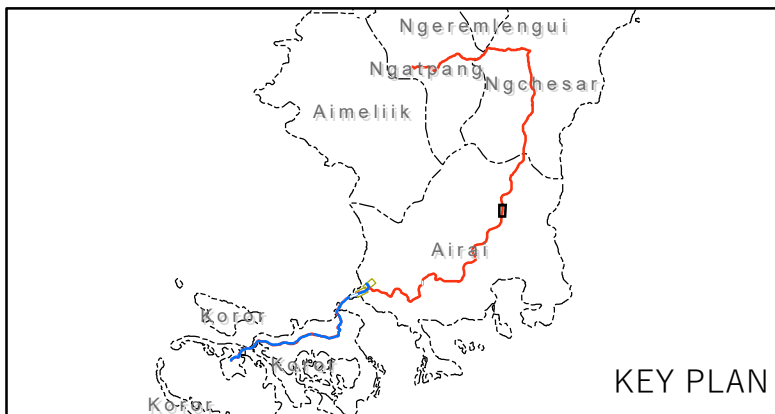 Ngeremlengui
Ngatpang
Ngchesar
Aimeliik
Airai
Koror
Koror
KEY PLAN
Koror